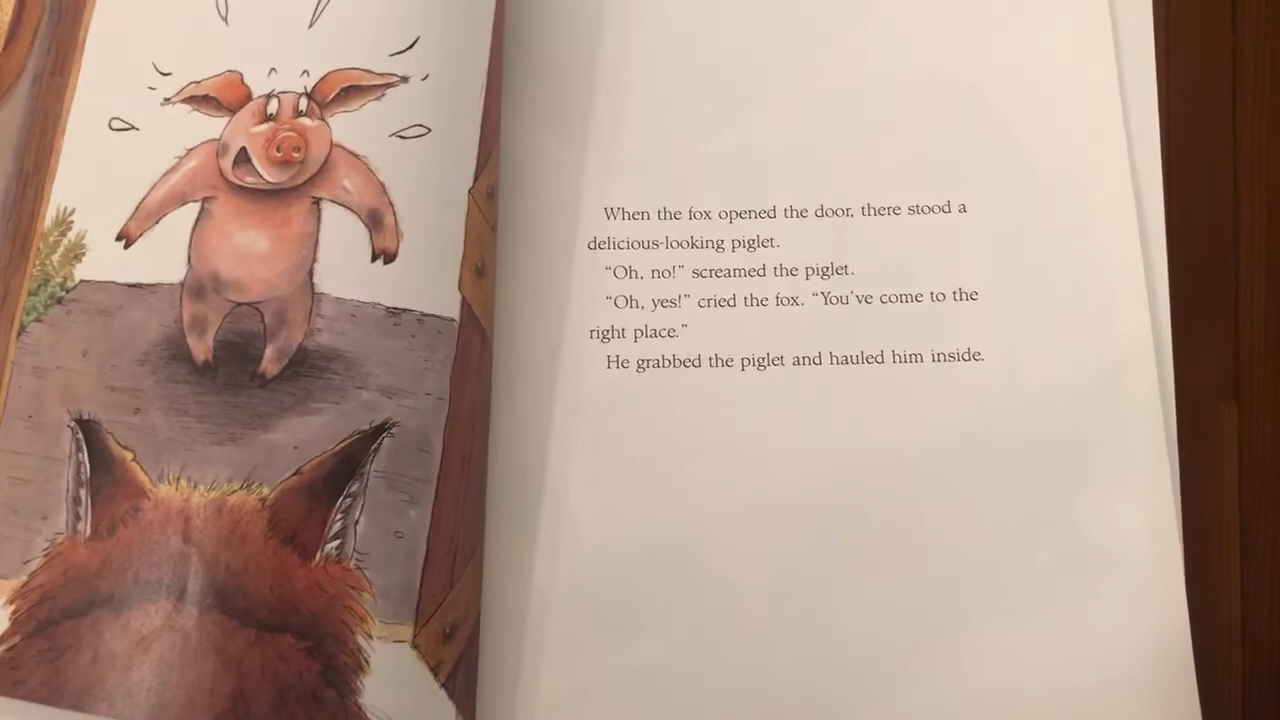 When the fox opened the door, there stood a
delicious-looking piglet.
“Oh, no!” screamed the piglet.
“Oh, yes!” cried the fox. “You’ve come to the
right place.”
He grabbed the piglet and hauled him inside.